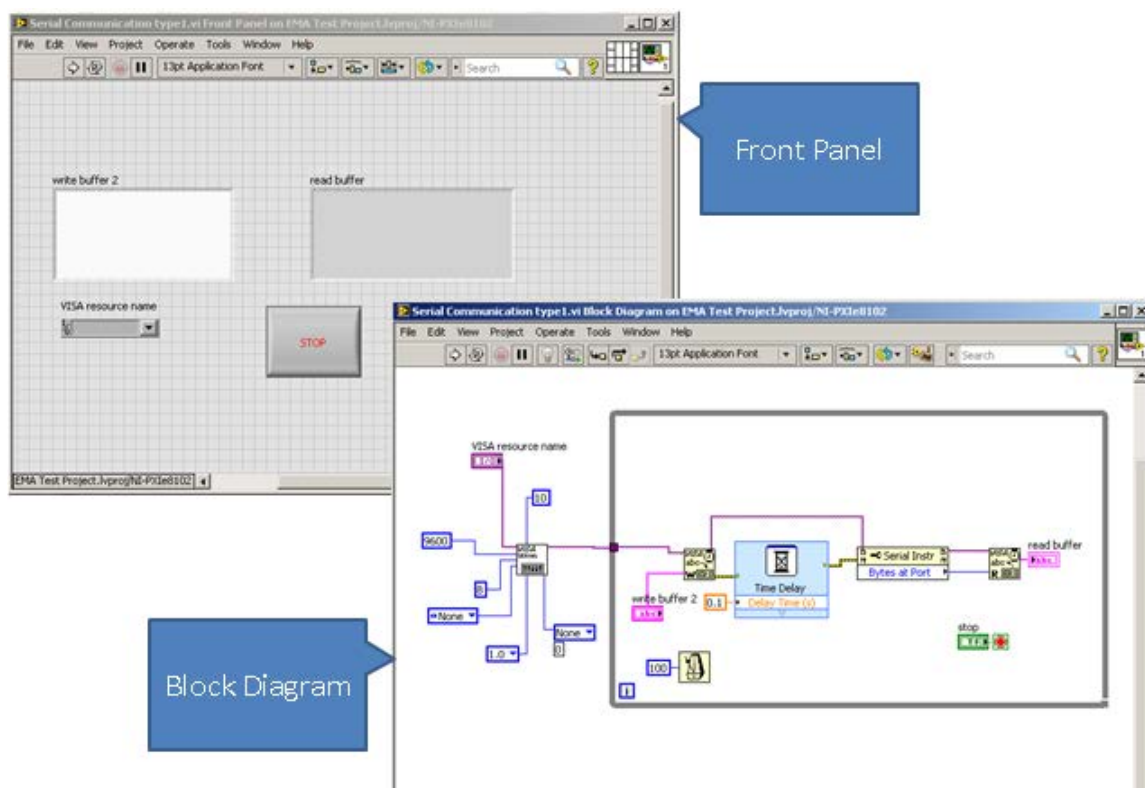 Serial Communication type1.vi Front Panel on EMA Test Project.lvproj/NI-PXIe8102
File Edit View Project Operate Tools Window Help
13pt Application Font
Search
write buffer 2
read buffer
VISA resource name
STOP
EMA Test Project.lvproj/NI-PXIe8102
Front Panel
Serial Communication type1.vi Block Diagram on EMA Test Project.lvproj/NI-PXIe8102
File Edit View Project Operate Tools Window Help
13pt Application Font
Search
VISA resource name
10
9600
8
None
1.0
None
0
write buffer 2
abc
abc
0.1
Time Delay
Delay Time (s)
Serial Instr
Bytes at Port
abc
R
read buffer
abc
stop
TF
100
i
Block Diagram